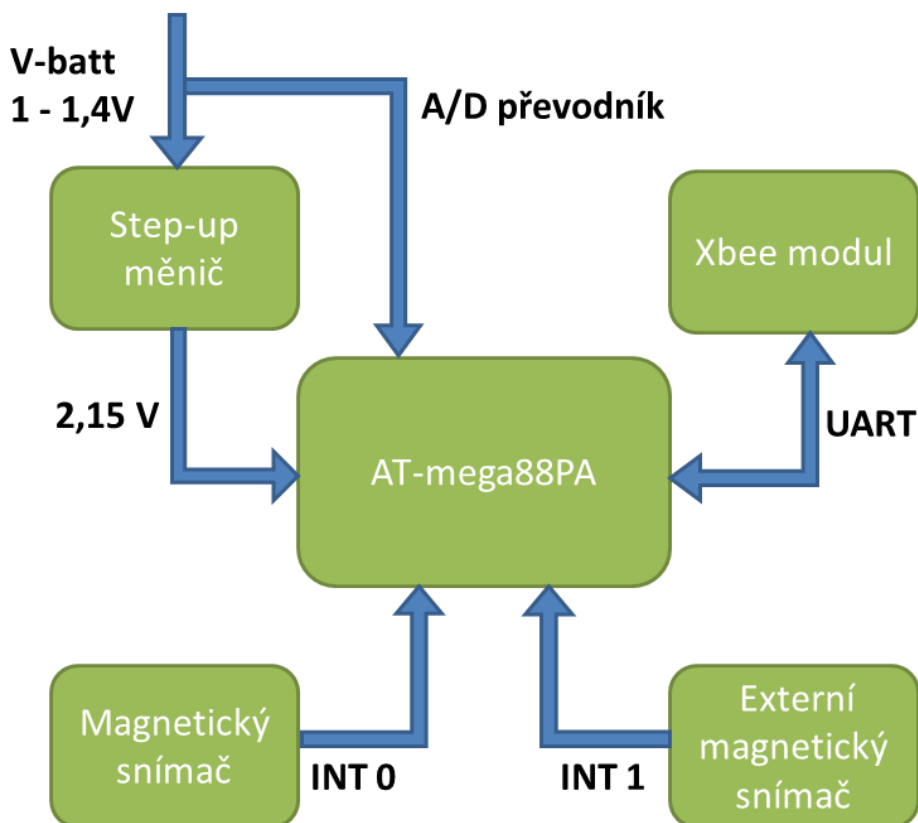 V-batt
1 - 1,4V
A/D převodník
Step-up
měnič
Xbee modul
2,15 V
UART
AT-mega88PA
Magnetický
snímač
INT 0
INT 1
Externí
magnetický
snímač